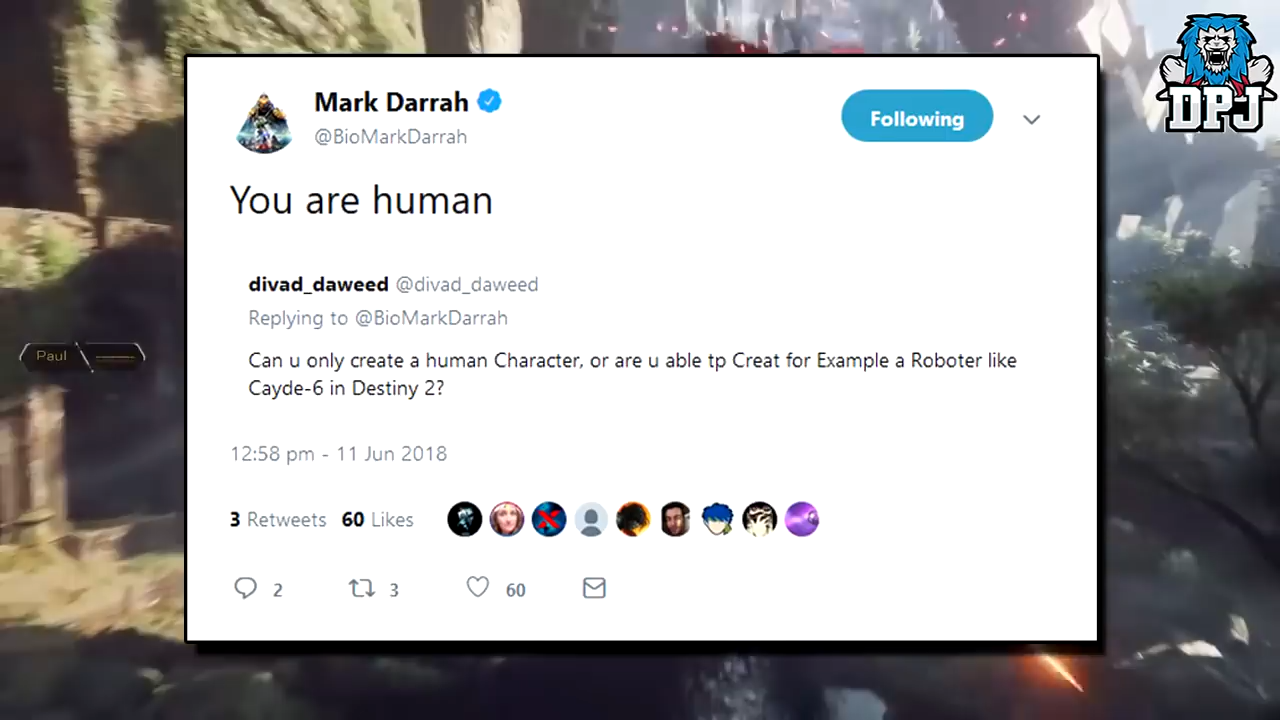 DPJ
Mark Darrah
@BioMarkDarrah
Following
You are human
divad_daweed @divad_daweed
Replying to @BioMarkDarrah
Can u only create a human Character, or are u able tp Creat for Example a Roboter like
Cayde-6 in Destiny 2?
Paul
12:58 pm - 11 Jun 2018
3 Retweets 60 Likes
2 3 60